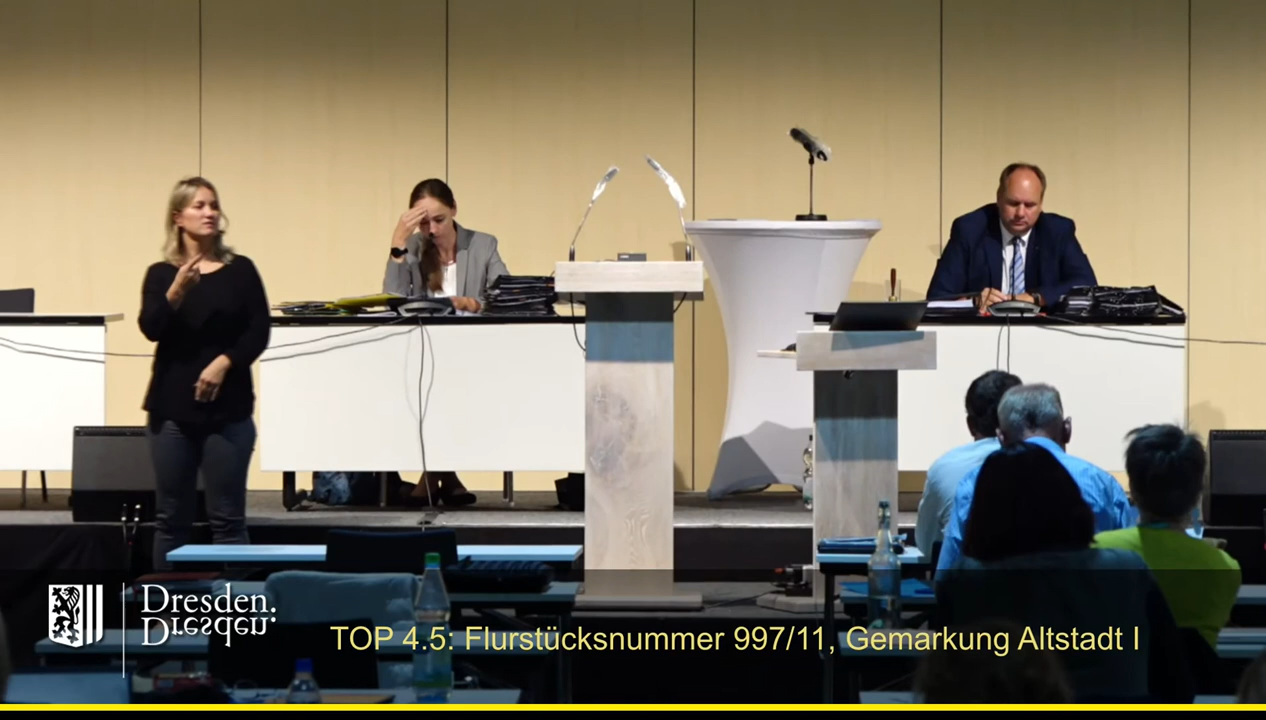 Dresden.
Dresden.
TOP 4.5: Flurstücksnummer 997/11, Gemarkung Altstadt I